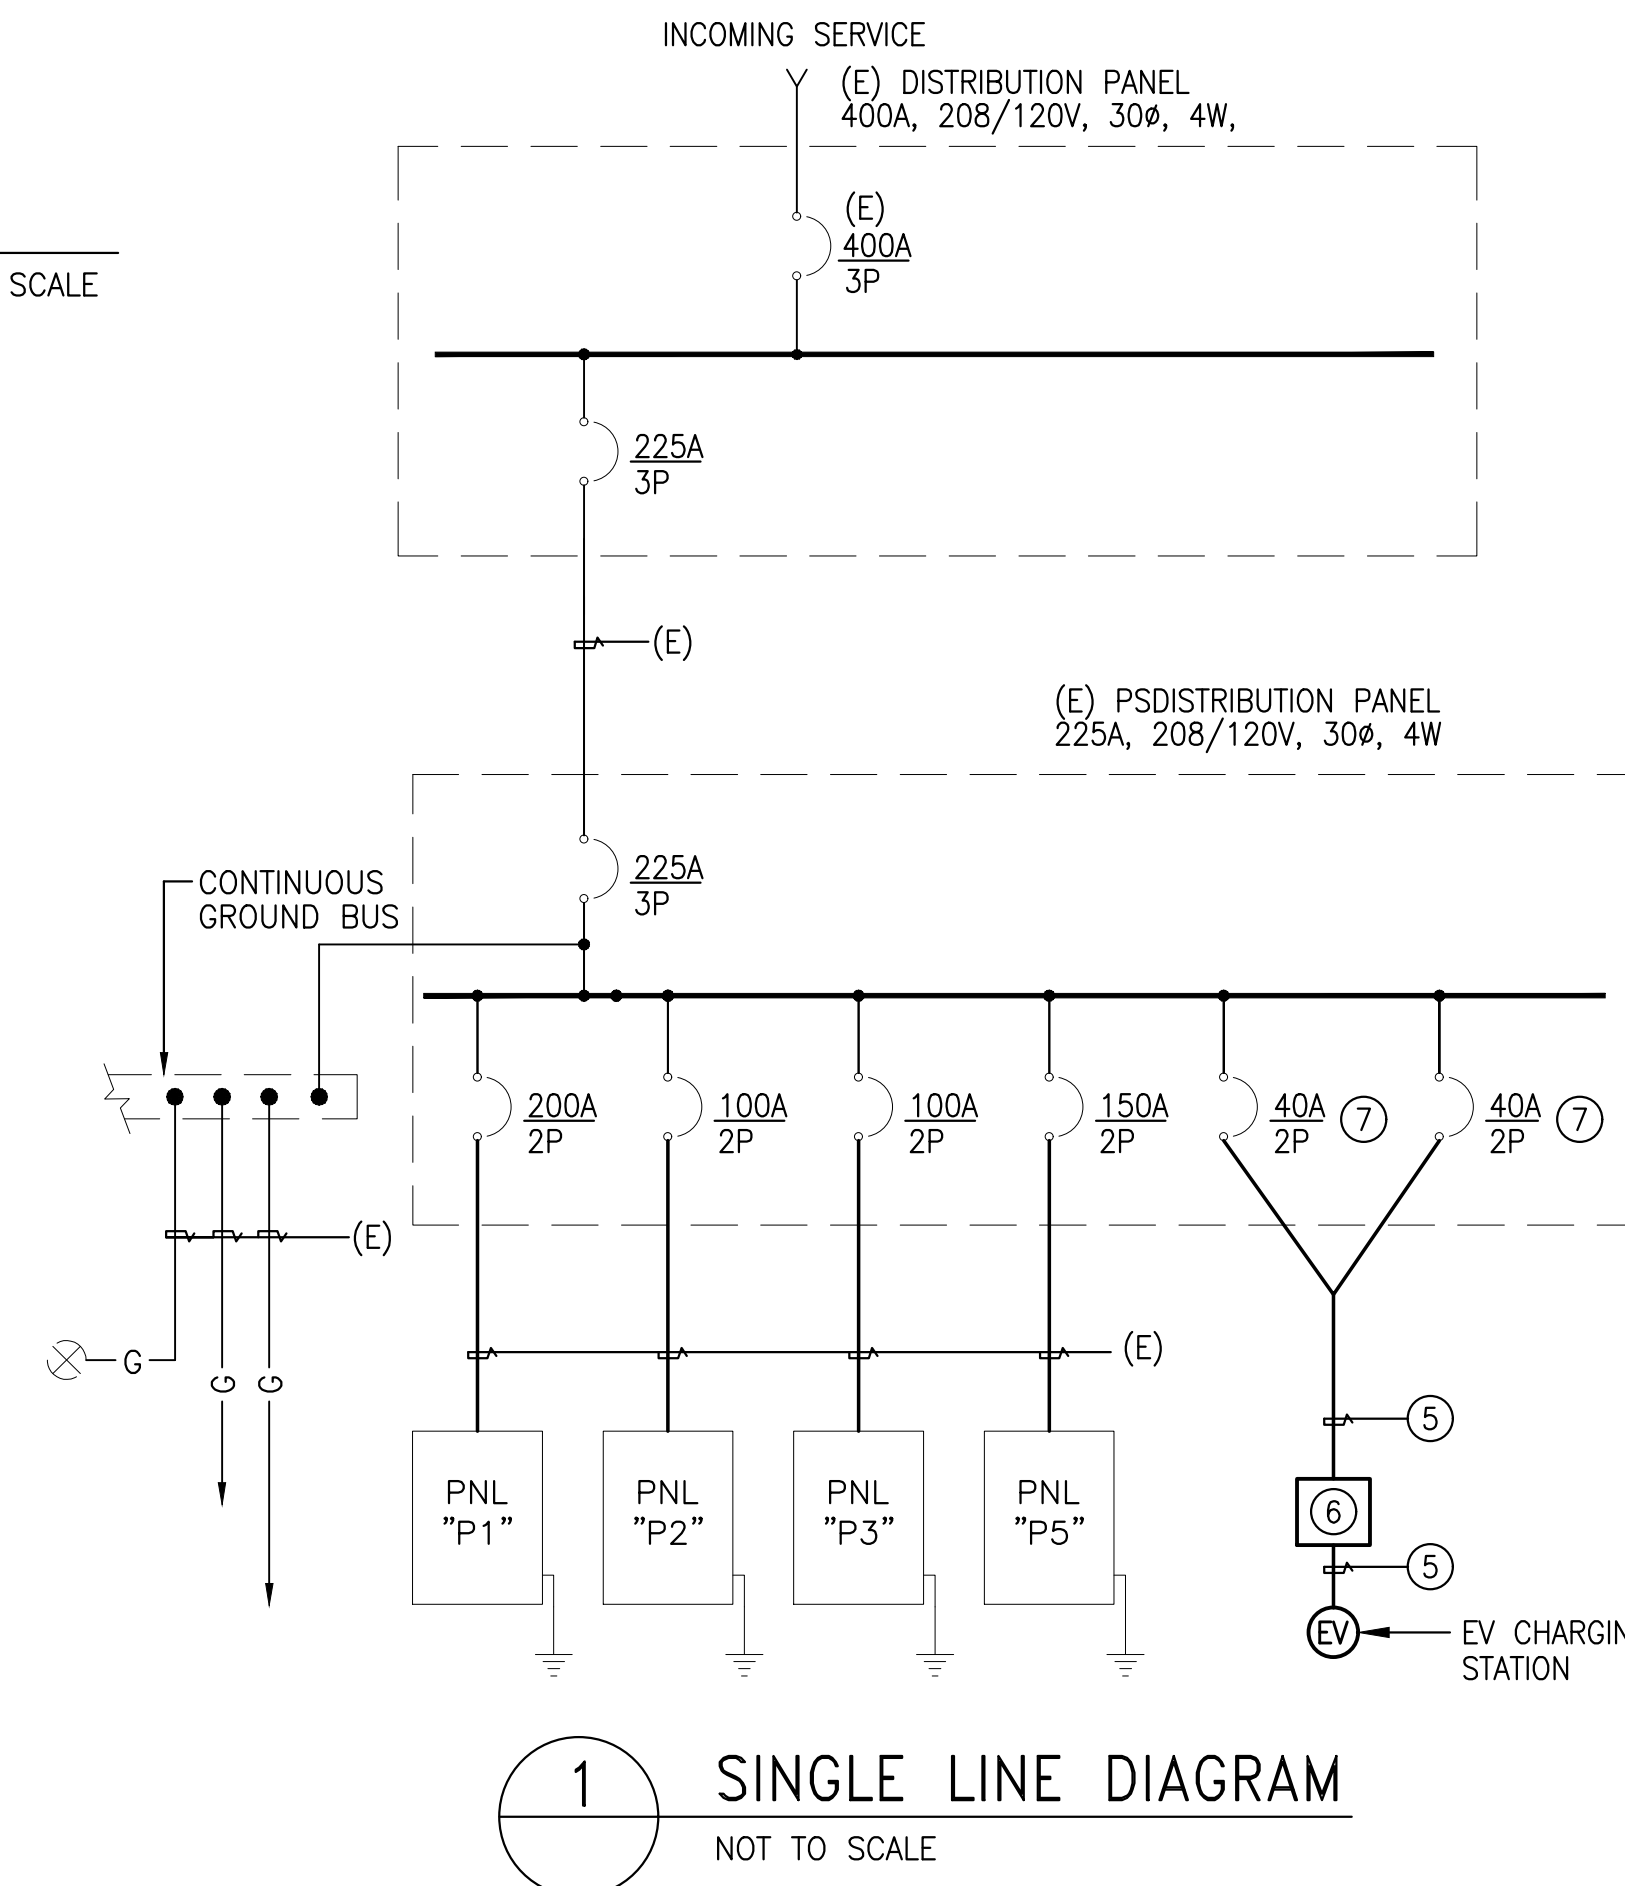 INCOMING SERVICE
(E) DISTRIBUTION PANEL
400A, 208/120V, 30ø, 4W,
(E)
400A
3P
SCALE
225A
3P
(E)
(E) PSDISTRIBUTION PANEL
225A, 208/120V, 30ø, 4W
225A
3P
CONTINUOUS
GROUND BUS
200A
2P
100A
2P
100A
2P
150A
2P
40A
2P
7
40A
2P
7
(E)
G
G
G
(E)
5
PNL
"P1"
PNL
"P2"
PNL
"P3"
PNL
"P5"
6
5
EV
EV CHARGIN
STATION
1
SINGLE LINE DIAGRAM
NOT TO SCALE